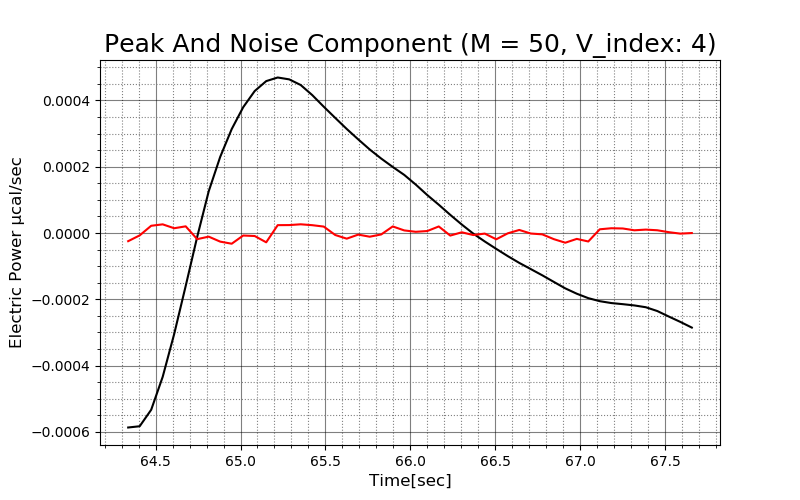 Peak And Noise Component (M = 50, V_index: 4)
Electric Power μcal/sec
0.0004
0.0002
0.0000
−0.0002
−0.0004
−0.0006
64.5 65.0 65.5 66.0 66.5 67.0 67.5
Time[sec]